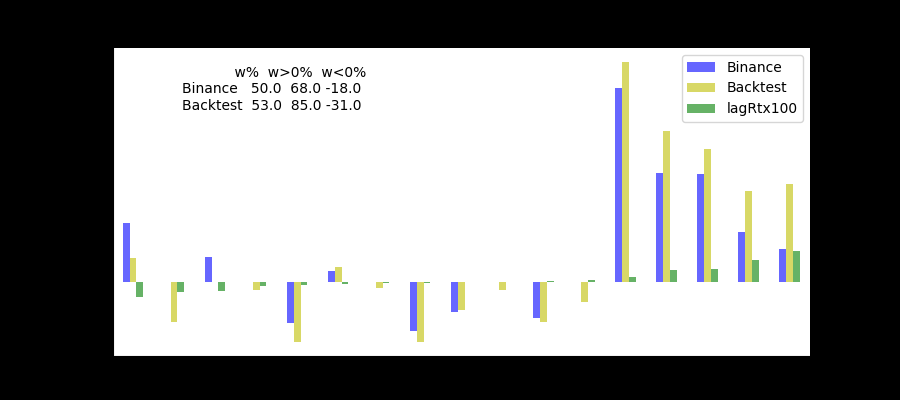 w%  w>0%  w<0%
Binance   50.0  68.0 -18.0
Backtest  53.0  85.0 -31.0
Binance
Backtest
lagRtx100